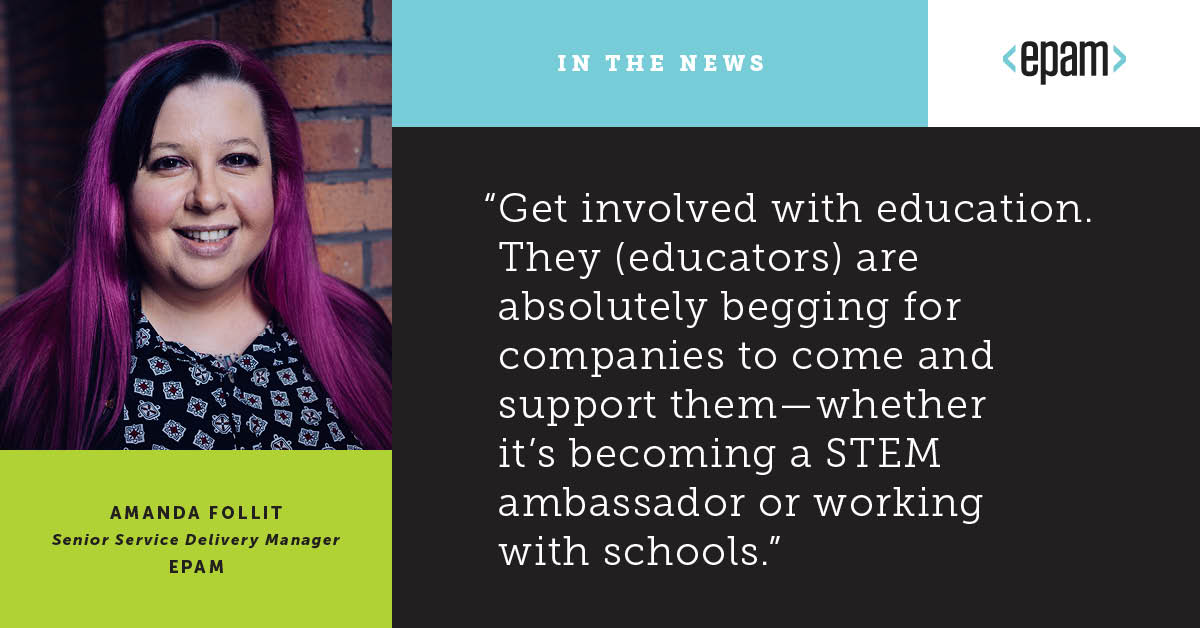 IN THE NEWS
<epam>
“Get involved with education.
They (educators) are
absolutely begging for
companies to come and
support them—whether
it’s becoming a STEM
ambassador or working
with schools.”
AMANDA FOLLIT
Senior Service Delivery Manager
EPAM